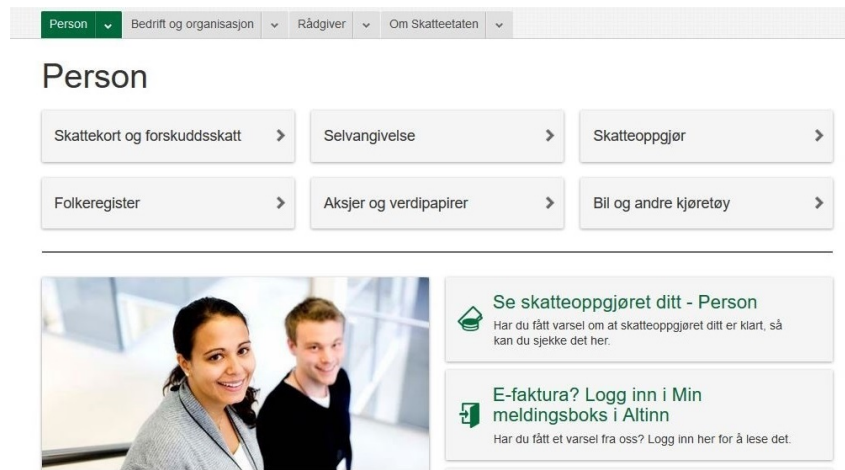 Person
Bedrift og organisasjon
Rådgiver
Om Skatteetaten
Person
Skattekort og forskuddsskatt
Selvangivelse
Skatteoppgjør
Folkeregister
Aksjer og verdipapirer
Bil og andre kjøretøy
Se skatteoppgjøret ditt - Person
Har du fått varsel om at skatteoppgjøret ditt er klart, så
kan du sjekke det her.
E-faktura? Logg inn i Min
meldingsboks i Altinn
Har du fått et varsel fra oss? Logg inn her for å lese det.